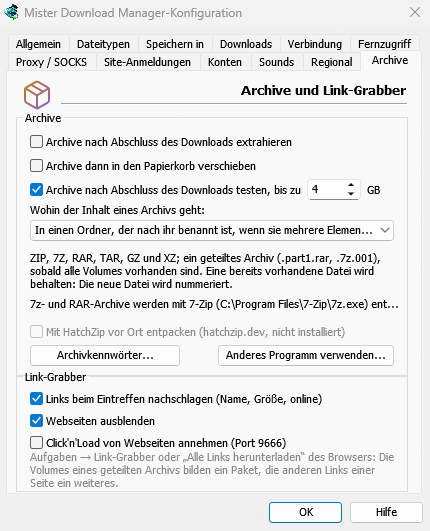 Mister Download Manager-Konfiguration
Allgemein Dateitypen Speichern in Downloads Verbindung Fernzugriff
Proxy / SOCKS Site-Anmeldungen Konten Sounds Regional Archive
Archive und Link-Grabber
Archive
Archive nach Abschluss des Downloads extrahieren
Archive dann in den Papierkorb verschieben
Archive nach Abschluss des Downloads testen, bis zu 4 GB
Wohin der Inhalt eines Archivs geht:
In einen Ordner, der nach ihr benannt ist, wenn sie mehrere Elemen...
ZIP, 7Z, RAR, TAR, GZ und XZ; ein geteiltes Archiv (.part1.rar, .7z.001),
sobald alle Volumes vorhanden sind. Eine bereits vorhandene Datei wird
behalten: Die neue Datei wird nummeriert.
7z- und RAR-Archive werden mit 7-Zip (C:\Program Files\7-Zip\7z.exe) ent...
Mit HatchZip vor Ort entpacken (hatchzip.dev, nicht installiert)
Archivkennwörter... Anderes Programm verwenden...
Link-Grabber
Links beim Eintreffen nachschlagen (Name, Größe, online)
Webseiten ausblenden
Click'n'Load von Webseiten annehmen (Port 9666)
Aufgaben → Link-Grabber oder „Alle Links herunterladen" des Browsers: Die
Volumes eines geteilten Archivs bilden ein Paket, die anderen Links einer
Seite ein weiteres.
OK Hilfe